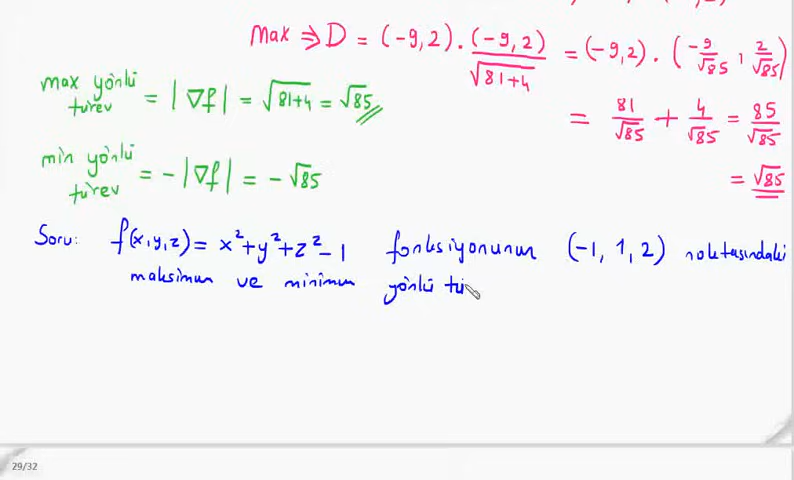 Max ⇒ D = (-9,2) . (-9,2)/√(81+4) = (-9,2) . (-9/√85 , 2/√85)
max yönlü türev = |∇f| = √(81+4) = √85
= 81/√85 + 4/√85 = 85/√85
min yönlü türev = -|∇f| = -√85
= √85
Soru: f(x,y,z) = x²+y²+z²-1 fonksiyonunun (-1, 1, 2) noktasındaki
maksimum ve minimum yönlü tü
29/32